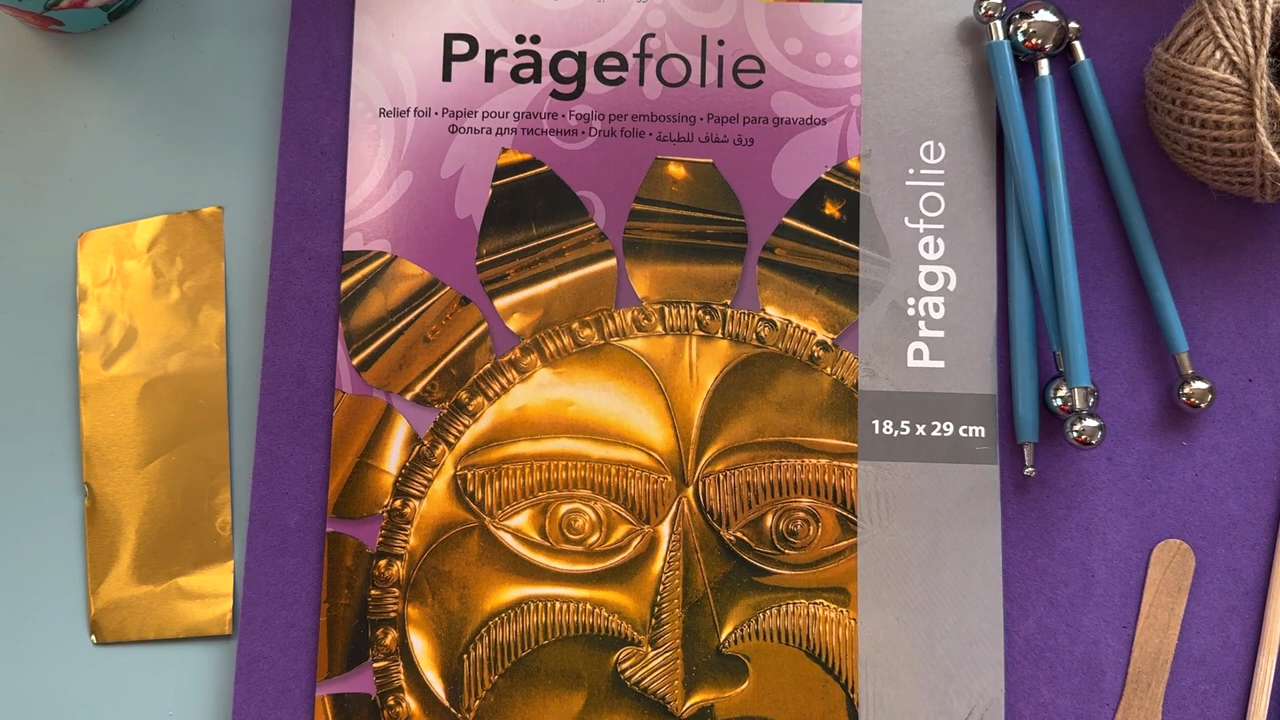 Prägefolie
Relief foil • Papier pour gravure • Foglio per embossing • Papel para gravados
Фольга для тиснения • Druk folie • ورق شفاف للطباعة
Prägefolie
18,5 x 29 cm